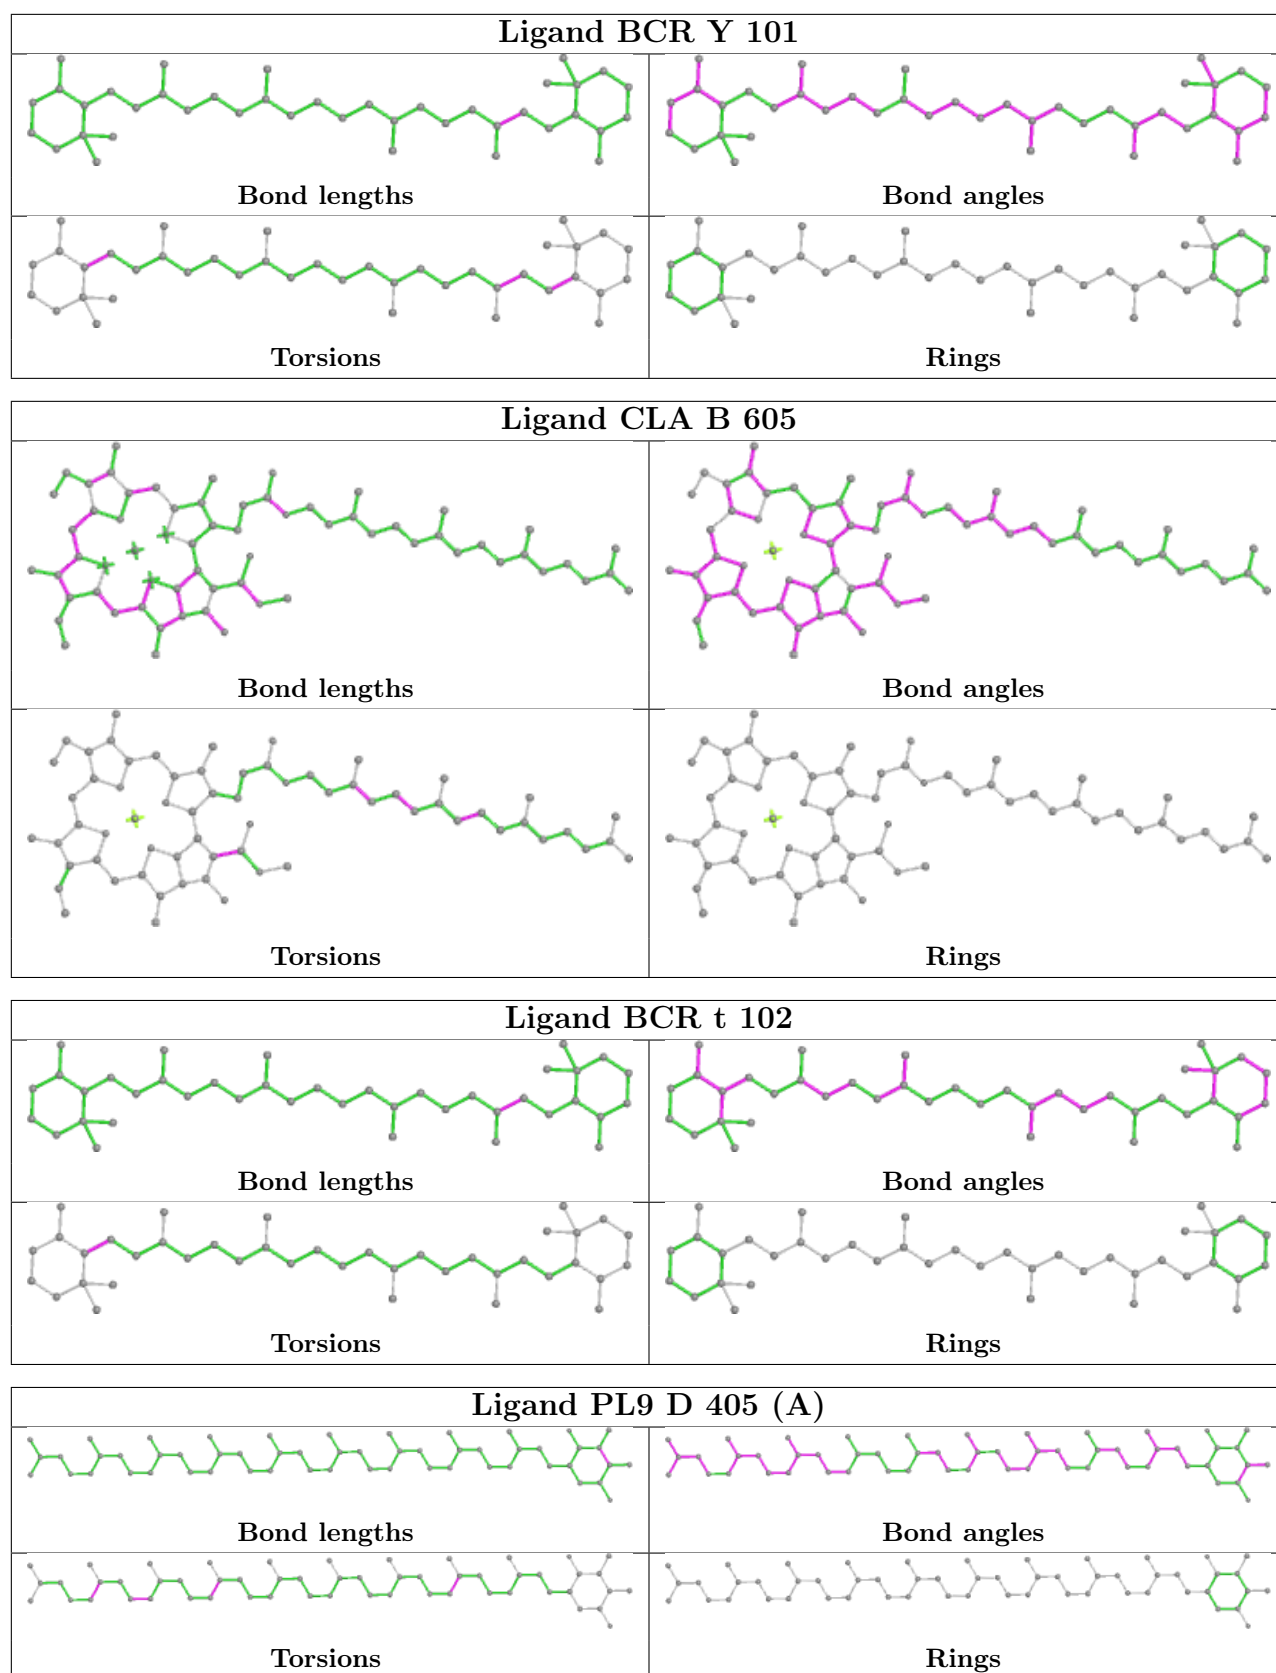 Ligand BCR Y 101
Bond lengths
Bond angles
Torsions
Rings
Ligand CLA B 605
Bond lengths
Bond angles
Torsions
Rings
Ligand BCR t 102
Bond lengths
Bond angles
Torsions
Rings
Ligand PL9 D 405 (A)
Bond lengths
Bond angles
Torsions
Rings